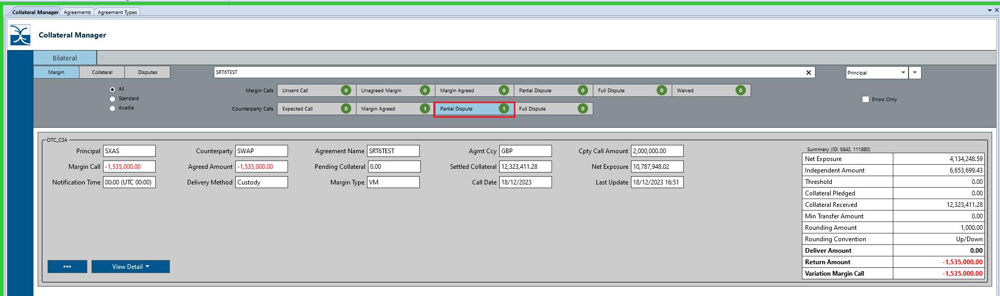 Collateral Manager Agreements Agreement Types
Collateral Manager
Bilateral
Margin Collateral Disputes SRT6TEST Principal
All
Standard
Acadia
Margin Calls Unsent Call 0 Unagreed Margin 0 Margin Agreed 0 Partial Dispute 0 Full Dispute 0 Waived 0
Errors Only
Counterparty Calls Expected Call 0 Margin Agreed 1 Partial Dispute 1 Full Dispute 0
OTC_CSA
Principal SXAS Counterparty SWAP Agreement Name SRT6TEST Agmt Ccy GBP Cpty Call Amount 2,000,000.00
Margin Call -1,535,000.00 Agreed Amount -1,535,000.00 Pending Collateral 0.00 Settled Collateral 12,323,411.28 Net Exposure 10,787,948.02
Notification Time 00:00 (UTC 00:00) Delivery Method Custody Margin Type VM Call Date 18/12/2023 Last Update 18/12/2023 16:51
Summary (ID: 5842, 111880)
Net Exposure 4,134,248.59
Independent Amount 6,653,699.43
Threshold 0.00
Collateral Pledged 0.00
Collateral Received 12,323,411.28
Min Transfer Amount 0.00
Rounding Amount 1,000.00
Rounding Convention Up/Down
Deliver Amount 0.00
Return Amount -1,535,000.00
Variation Margin Call -1,535,000.00
••• View Detail